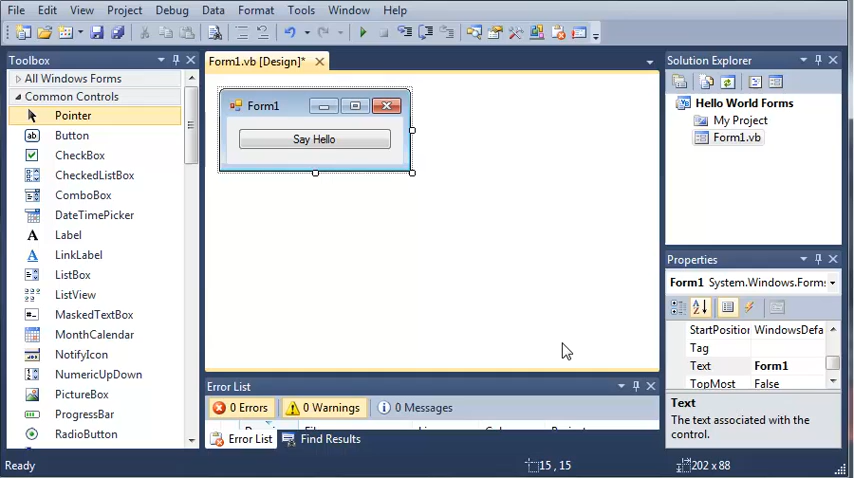 File Edit View Project Debug Data Format Tools Window Help
Toolbox
All Windows Forms
Common Controls
Pointer
Button
CheckBox
CheckedListBox
ComboBox
DateTimePicker
Label
LinkLabel
ListBox
ListView
MaskedTextBox
MonthCalendar
NotifyIcon
NumericUpDown
PictureBox
ProgressBar
RadioButton
Form1.vb [Design]*
Form1
Say Hello
Error List
0 Errors
0 Warnings
0 Messages
Error List
Find Results
Solution Explorer
Hello World Forms
My Project
Form1.vb
Properties
Form1 System.Windows.Forms
StartPosition WindowsDefa
Tag
Text Form1
TopMost False
Text
The text associated with the
control.
Ready
15 , 15
202 x 88